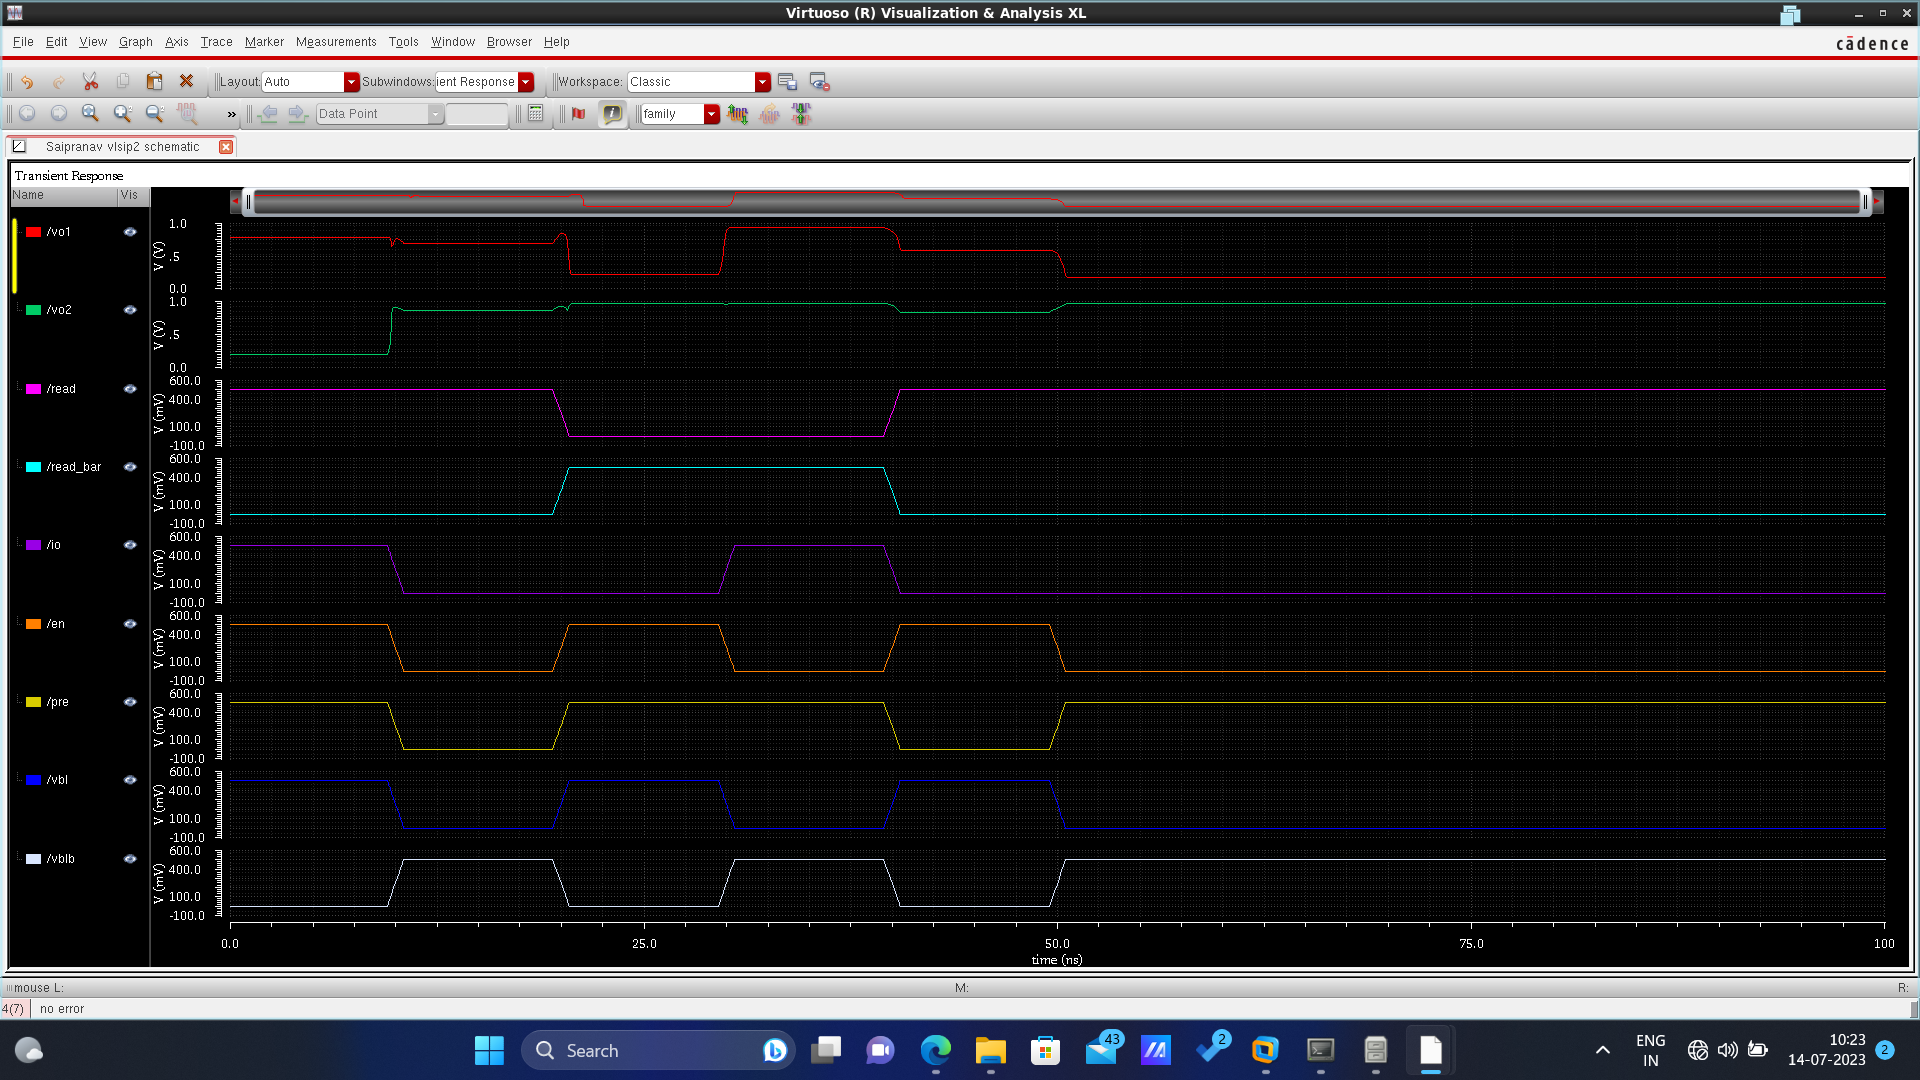 Virtuoso (R) Visualization & Analysis XL
File Edit View Graph Axis Trace Marker Measurements Tools Window Browser Help
cādence
Layout: Auto Subwindows: ient Response Workspace: Classic
» Data Point family
Saipranav vlsip2 schematic
Transient Response
Name Vis
/vo1
V (V)
1.0
.5
0.0
/vo2
V (V)
1.0
.5
0.0
/read
V (mV)
600.0
400.0
100.0
-100.0
/read_bar
V (mV)
600.0
400.0
100.0
-100.0
/io
V (mV)
600.0
400.0
100.0
-100.0
/en
V (mV)
600.0
400.0
100.0
-100.0
/pre
V (mV)
600.0
400.0
100.0
-100.0
/vbl
V (mV)
600.0
400.0
100.0
-100.0
/vblb
V (mV)
600.0
400.0
100.0
-100.0
0.0 25.0 50.0 75.0 100
time (ns)
mouse L: M: R:
4(7) no error
Search 43 2
ENG
IN
10:23
14-07-2023
2